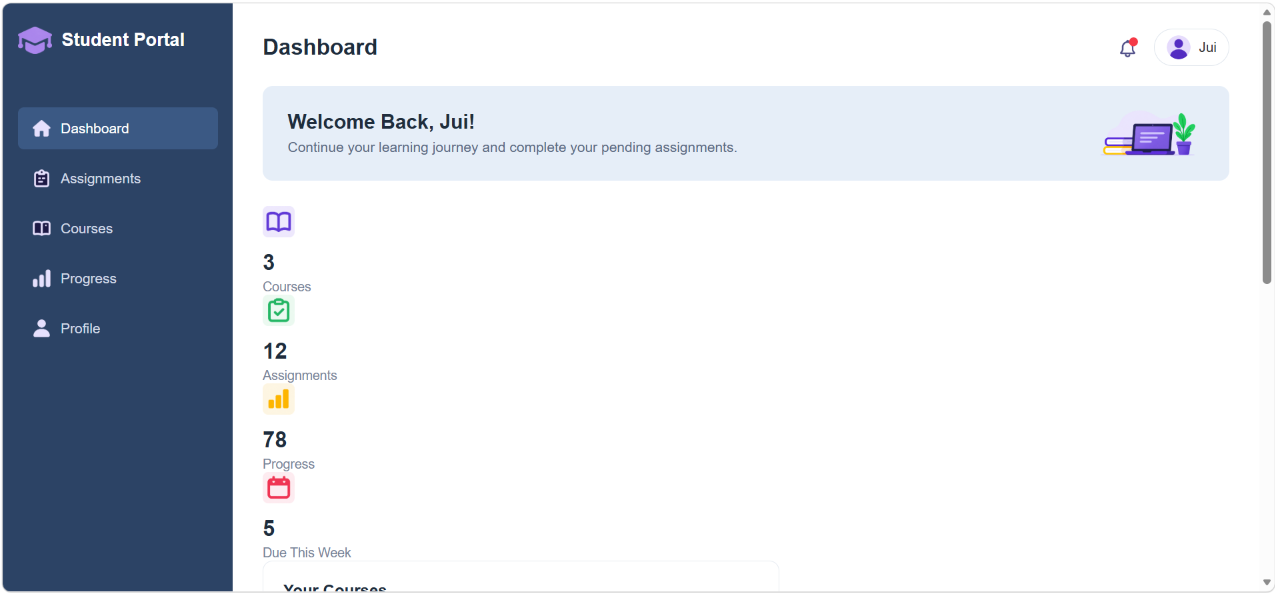 Student Portal
Dashboard
Assignments
Courses
Progress
Profile
Dashboard
Jui
Welcome Back, Jui!
Continue your learning journey and complete your pending assignments.
3
Courses
12
Assignments
78
Progress
5
Due This Week
Your Courses